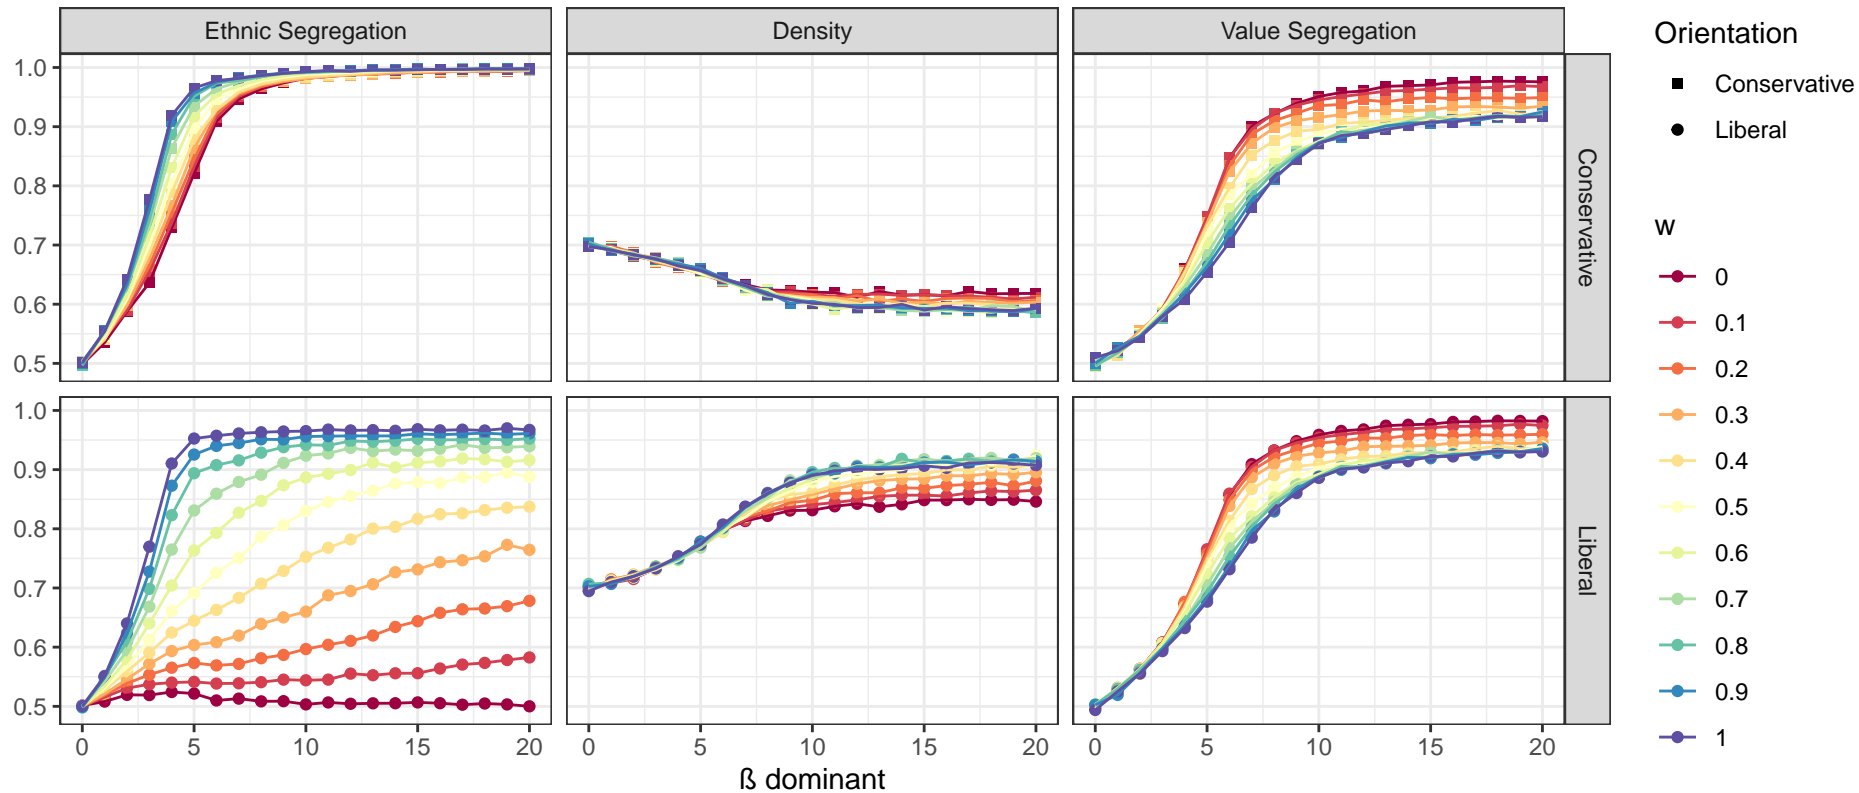 Ethnic Segregation Density Value Segregation
1.0
0.9
0.8
0.7
0.6
0.5
Conservative
1.0
0.9
0.8
0.7
0.6
0.5
Liberal
0 5 10 15 20 0 5 10 15 20 0 5 10 15 20
ß dominant
Orientation
Conservative
Liberal
w
0
0.1
0.2
0.3
0.4
0.5
0.6
0.7
0.8
0.9
1